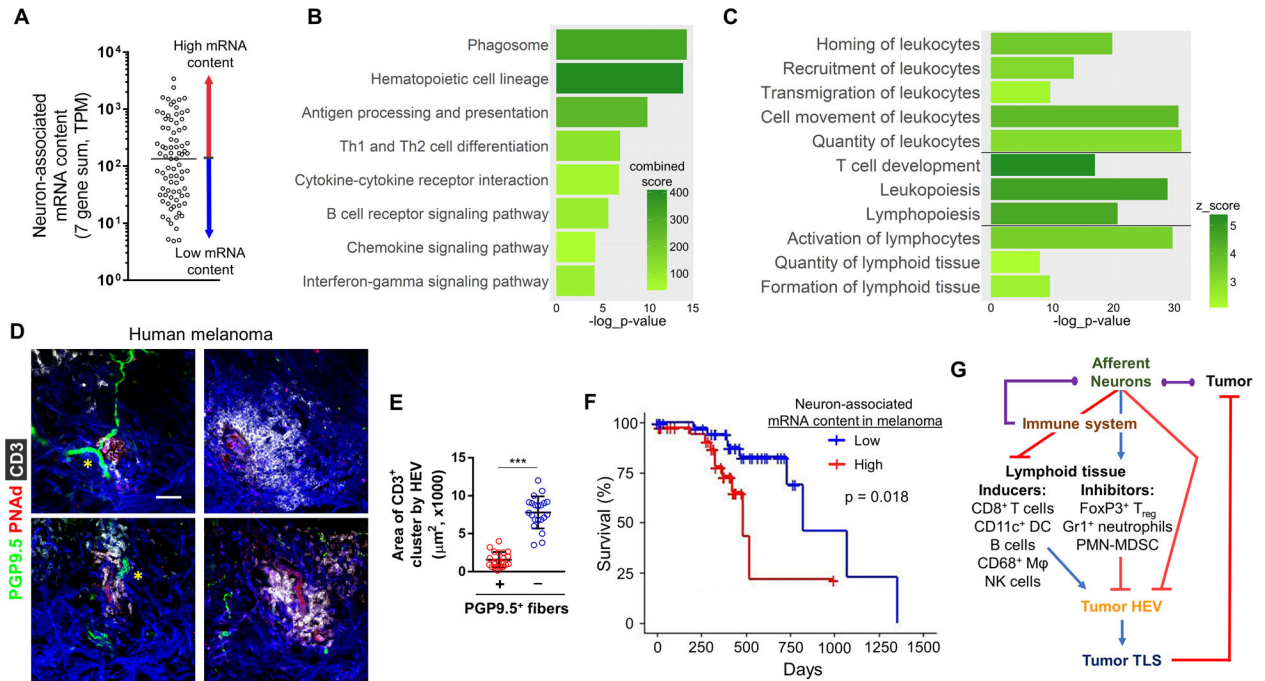 A
Neuron-associated
mRNA content
(7 gene sum, TPM)
10⁴
10³
10²
10¹
10⁰
High mRNA
content
Low mRNA
content
B
Phagosome
Hematopoietic cell lineage
Antigen processing and presentation
Th1 and Th2 cell differentiation
Cytokine-cytokine receptor interaction
B cell receptor signaling pathway
Chemokine signaling pathway
Interferon-gamma signaling pathway
combined
score
400
300
200
100
0 5 10 15
-log_p-value
C
Homing of leukocytes
Recruitment of leukocytes
Transmigration of leukocytes
Cell movement of leukocytes
Quantity of leukocytes
T cell development
Leukopoiesis
Lymphopoiesis
Activation of lymphocytes
Quantity of lymphoid tissue
Formation of lymphoid tissue
z_score
5
4
3
0 10 20 30
-log_p-value
D
Human melanoma
PGP9.5 PNAd CD3
*
*
E
Area of CD3⁺
cluster by HEV
(μm², x1000)
15
10
5
0
***
+ −
PGP9.5⁺ fibers
F
Survival (%)
100
75
50
25
0
0 250 500 750 1000 1500
Days
Neuron-associated
mRNA content in melanoma
Low
High
p = 0.018
G
Afferent
Neurons
Tumor
Immune system
Lymphoid tissue
Inducers:
CD8⁺ T cells
CD11c⁺ DC
B cells
CD68⁺ Mφ
NK cells
Inhibitors:
FoxP3⁺ Treg
Gr1⁺ neutrophils
PMN-MDSC
Tumor HEV
Tumor TLS